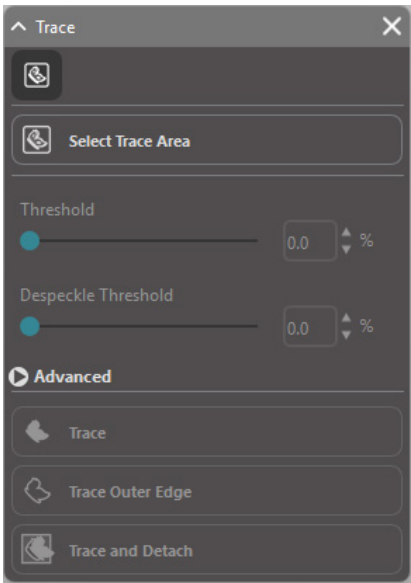 Trace
Select Trace Area
Threshold
0.0 %
Despeckle Threshold
0.0 %
Advanced
Trace
Trace Outer Edge
Trace and Detach